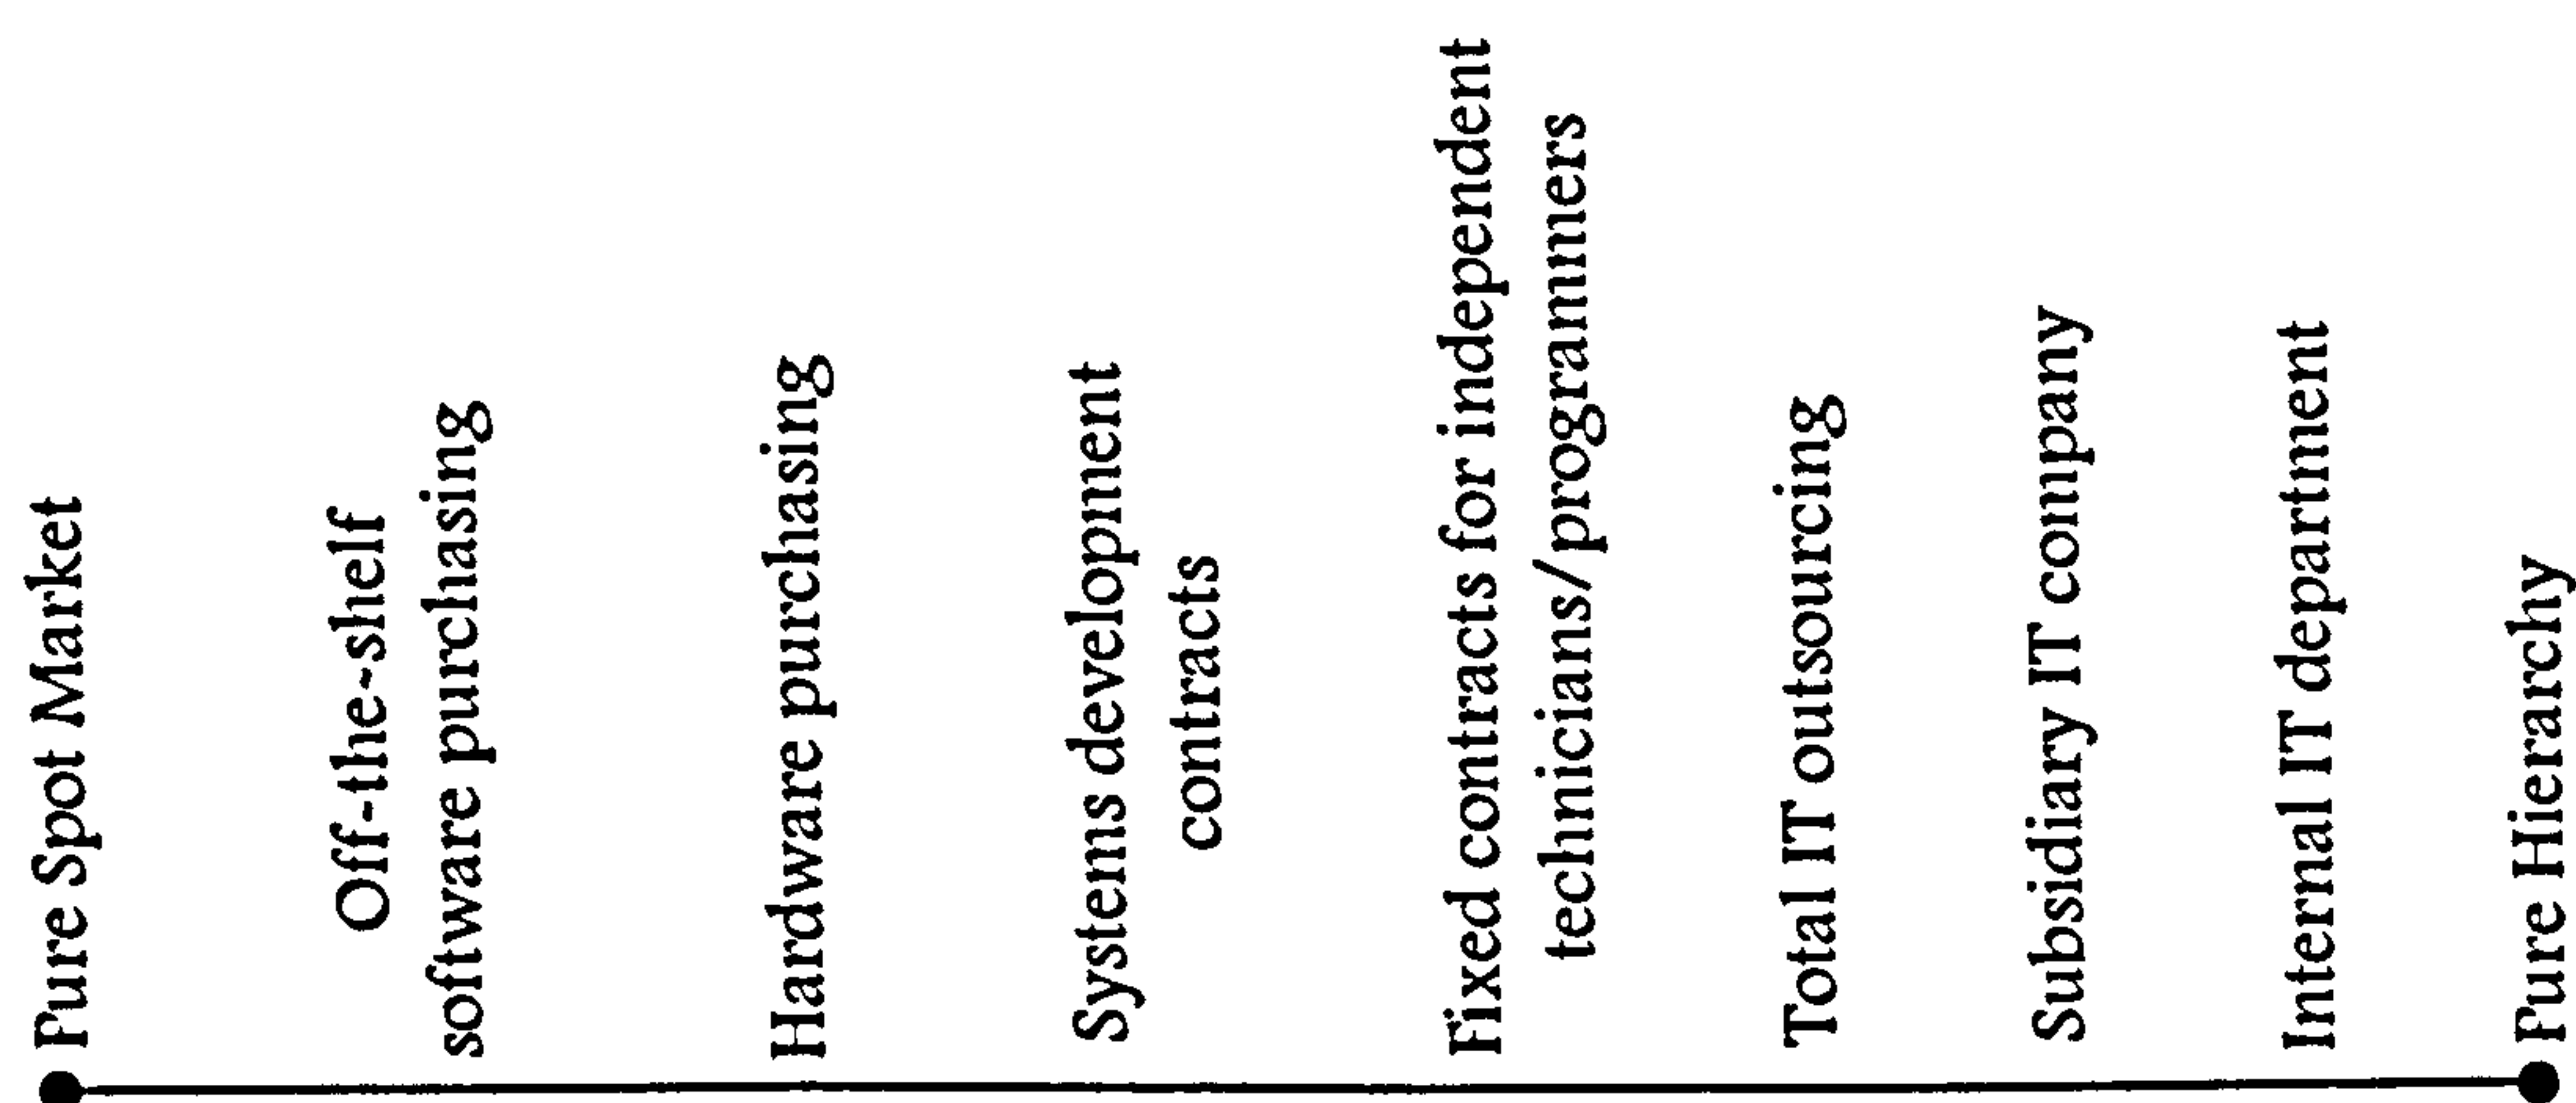 Pure Spot Market
Off-the-shelf
software purchasing
Hardware purchasing
Systems development
contracts
Fixed contracts for independent
technicians/programmers
Total IT outsourcing
Subsidiary IT company
Internal IT department
Pure Hierarchy